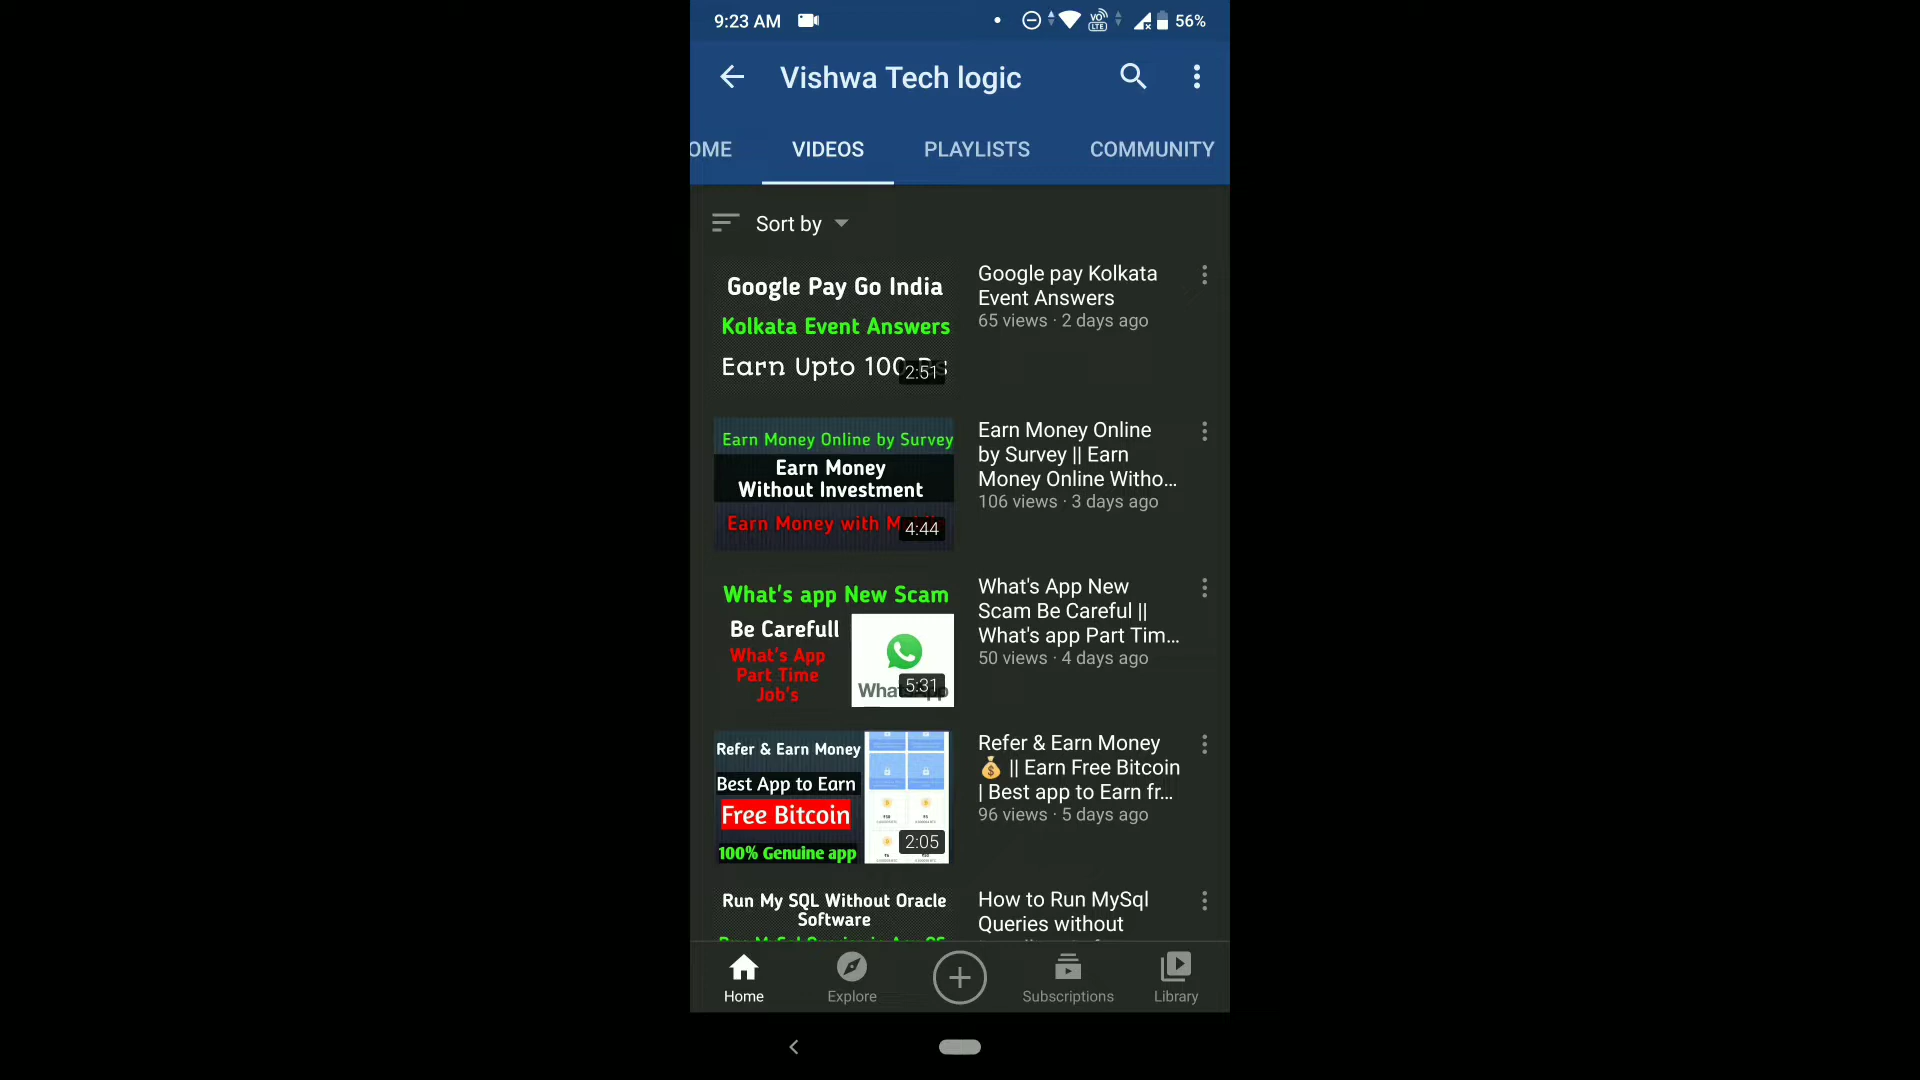 9:23 AM
VO LTE
56%
Vishwa Tech logic
OME
VIDEOS
PLAYLISTS
COMMUNITY
Sort by
Google Pay Go India
Kolkata Event Answers
Earn Upto 100
2:51
Google pay Kolkata
Event Answers
65 views · 2 days ago
Earn Money Online by Survey
Earn Money
Without Investment
Earn Money with
4:44
Earn Money Online
by Survey || Earn
Money Online Witho...
106 views · 3 days ago
What's app New Scam
Be Carefull
What's App
Part Time
Job's
WhatsApp
5:31
What's App New
Scam Be Careful ||
What's app Part Tim...
50 views · 4 days ago
Refer & Earn Money
Best App to Earn
Free Bitcoin
100% Genuine app
2:05
Refer & Earn Money
💰 || Earn Free Bitcoin
| Best app to Earn fr...
96 views · 5 days ago
Run My SQL Without Oracle
Software
How to Run MySql
Queries without
Home
Explore
Subscriptions
Library